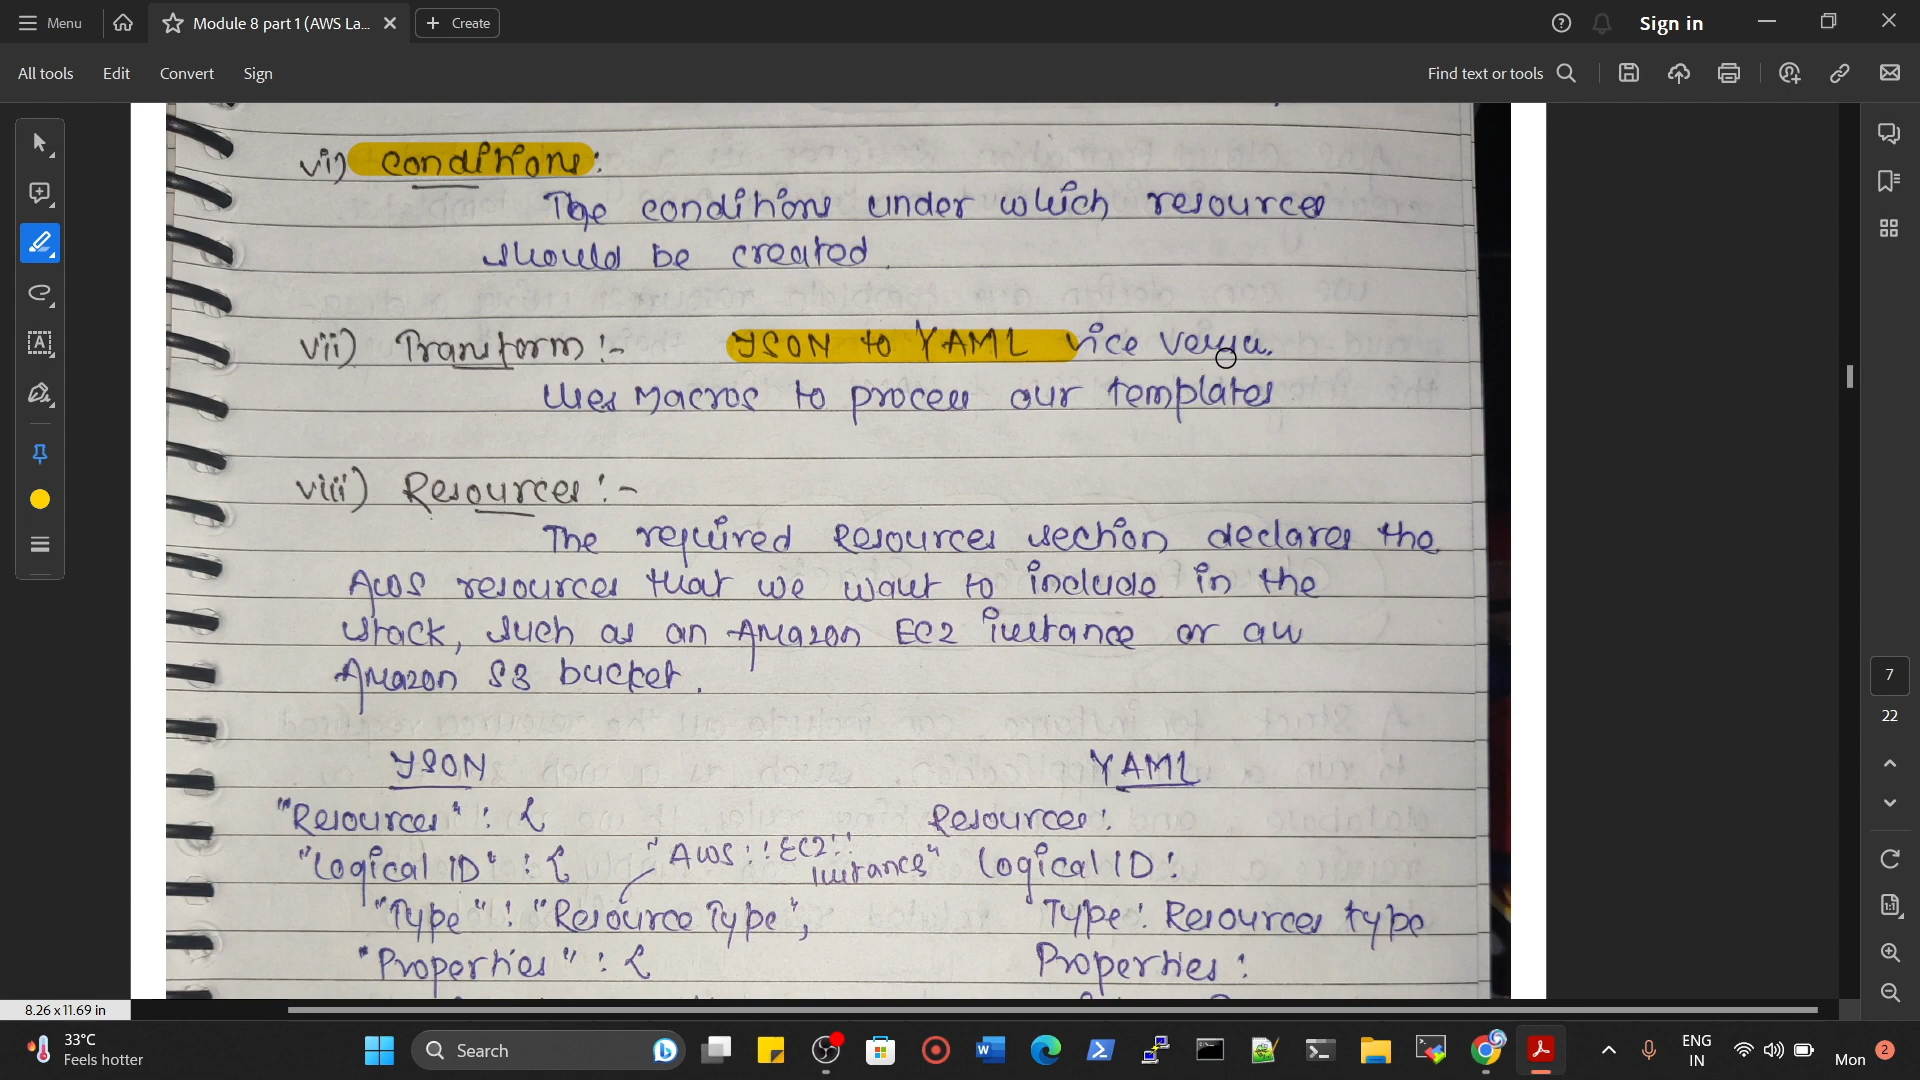 Menu
Module 8 part 1 (AWS La...
Create
Sign in
All tools
Edit
Convert
Sign
Find text or tools
vi) Conditions:
The conditions under which resources
should be created.
vii) Transform :- JSON to YAML vice versa.
Uses Macros to process our templates
viii) Resources :-
The required Resources section declares the
AWS resources that we want to include in the
stack, such as an Amazon EC2 instance or an
Amazon S3 bucket.
JSON YAML
"Resources" : { Resources :
"AWS :: EC2 ::
Instance"
"Logical ID" : { Logical ID :
"Type" : "Resource Type", Type : Resources type
"Properties" : { Properties :
7
22
8.26 x 11.69 in
33°C
Feels hotter
Search
ENG
IN
Mon
2